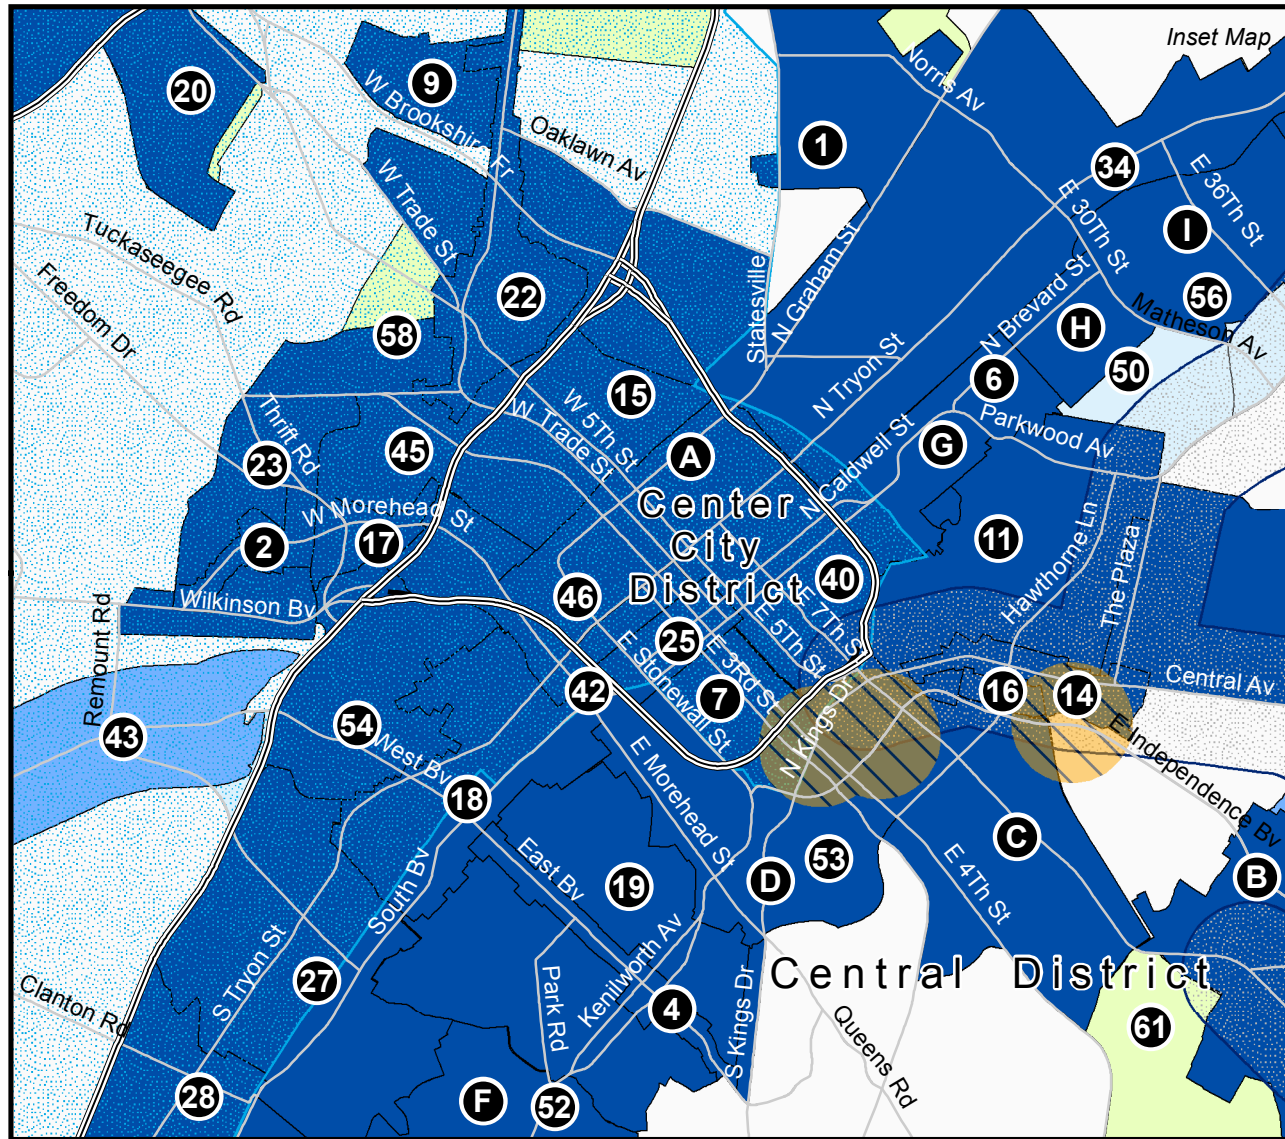 Inset Map
20
9
W Brookshire Fr
Oaklawn Av
Norris Av
1
34
E 36Th St
W Trade St
E 30Th St
I
Tuckaseegee Rd
Freedom Dr
22
Statesville
N Graham St
56
58
N Brevard St
H
Matheson Av
50
N Tryon St
6
15
W 5Th St
W Trade St
Thrift Rd
Parkwood Av
G
45
23
A
N Caldwell St
Center
City
District
W Morehead St
17
2
11
Hawthorne Ln
The Plaza
40
46
Wilkinson Bv
E 7Th St
E 5Th St
25
E 3Rd St
E Stonewall St
Remount Rd
7
42
N Kings Dr
16
14
Central Av
43
54
West Bv
E Independence Bv
E Morehead St
18
C
53
D
B
East Bv
19
South Bv
E 4Th St
Kenilworth Av
S Tryon St
27
Central District
Park Rd
4
S Kings Dr
Queens Rd
61
Clanton Rd
28
F
52